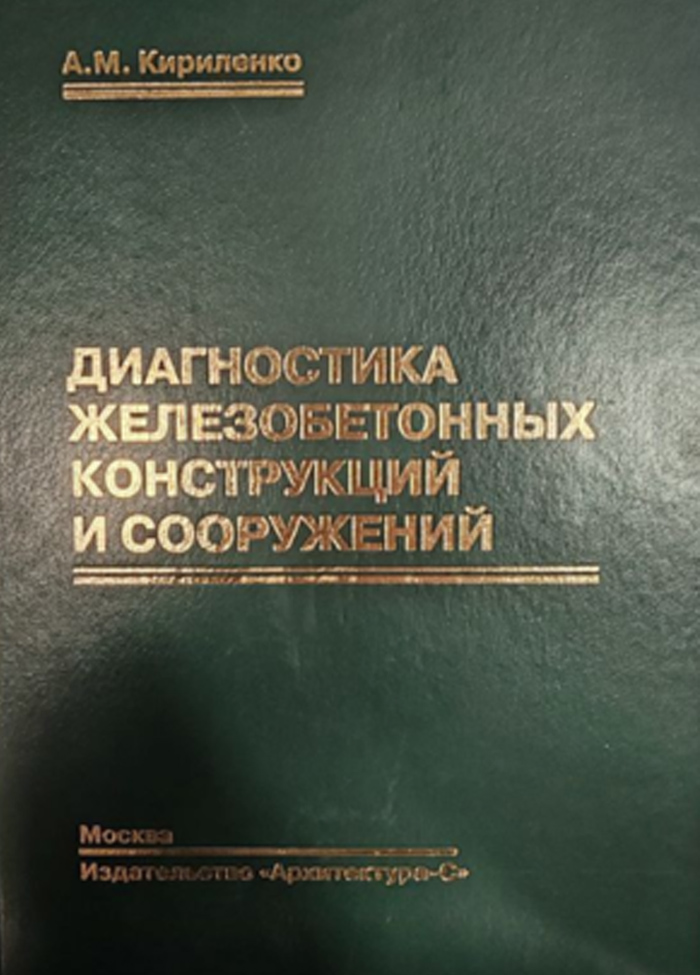 А.М. Кириленко
ДИАГНОСТИКА
ЖЕЛЕЗОБЕТОННЫХ
КОНСТРУКЦИЙ
И СООРУЖЕНИЙ
Москва
Издательство «Архитектура-С»